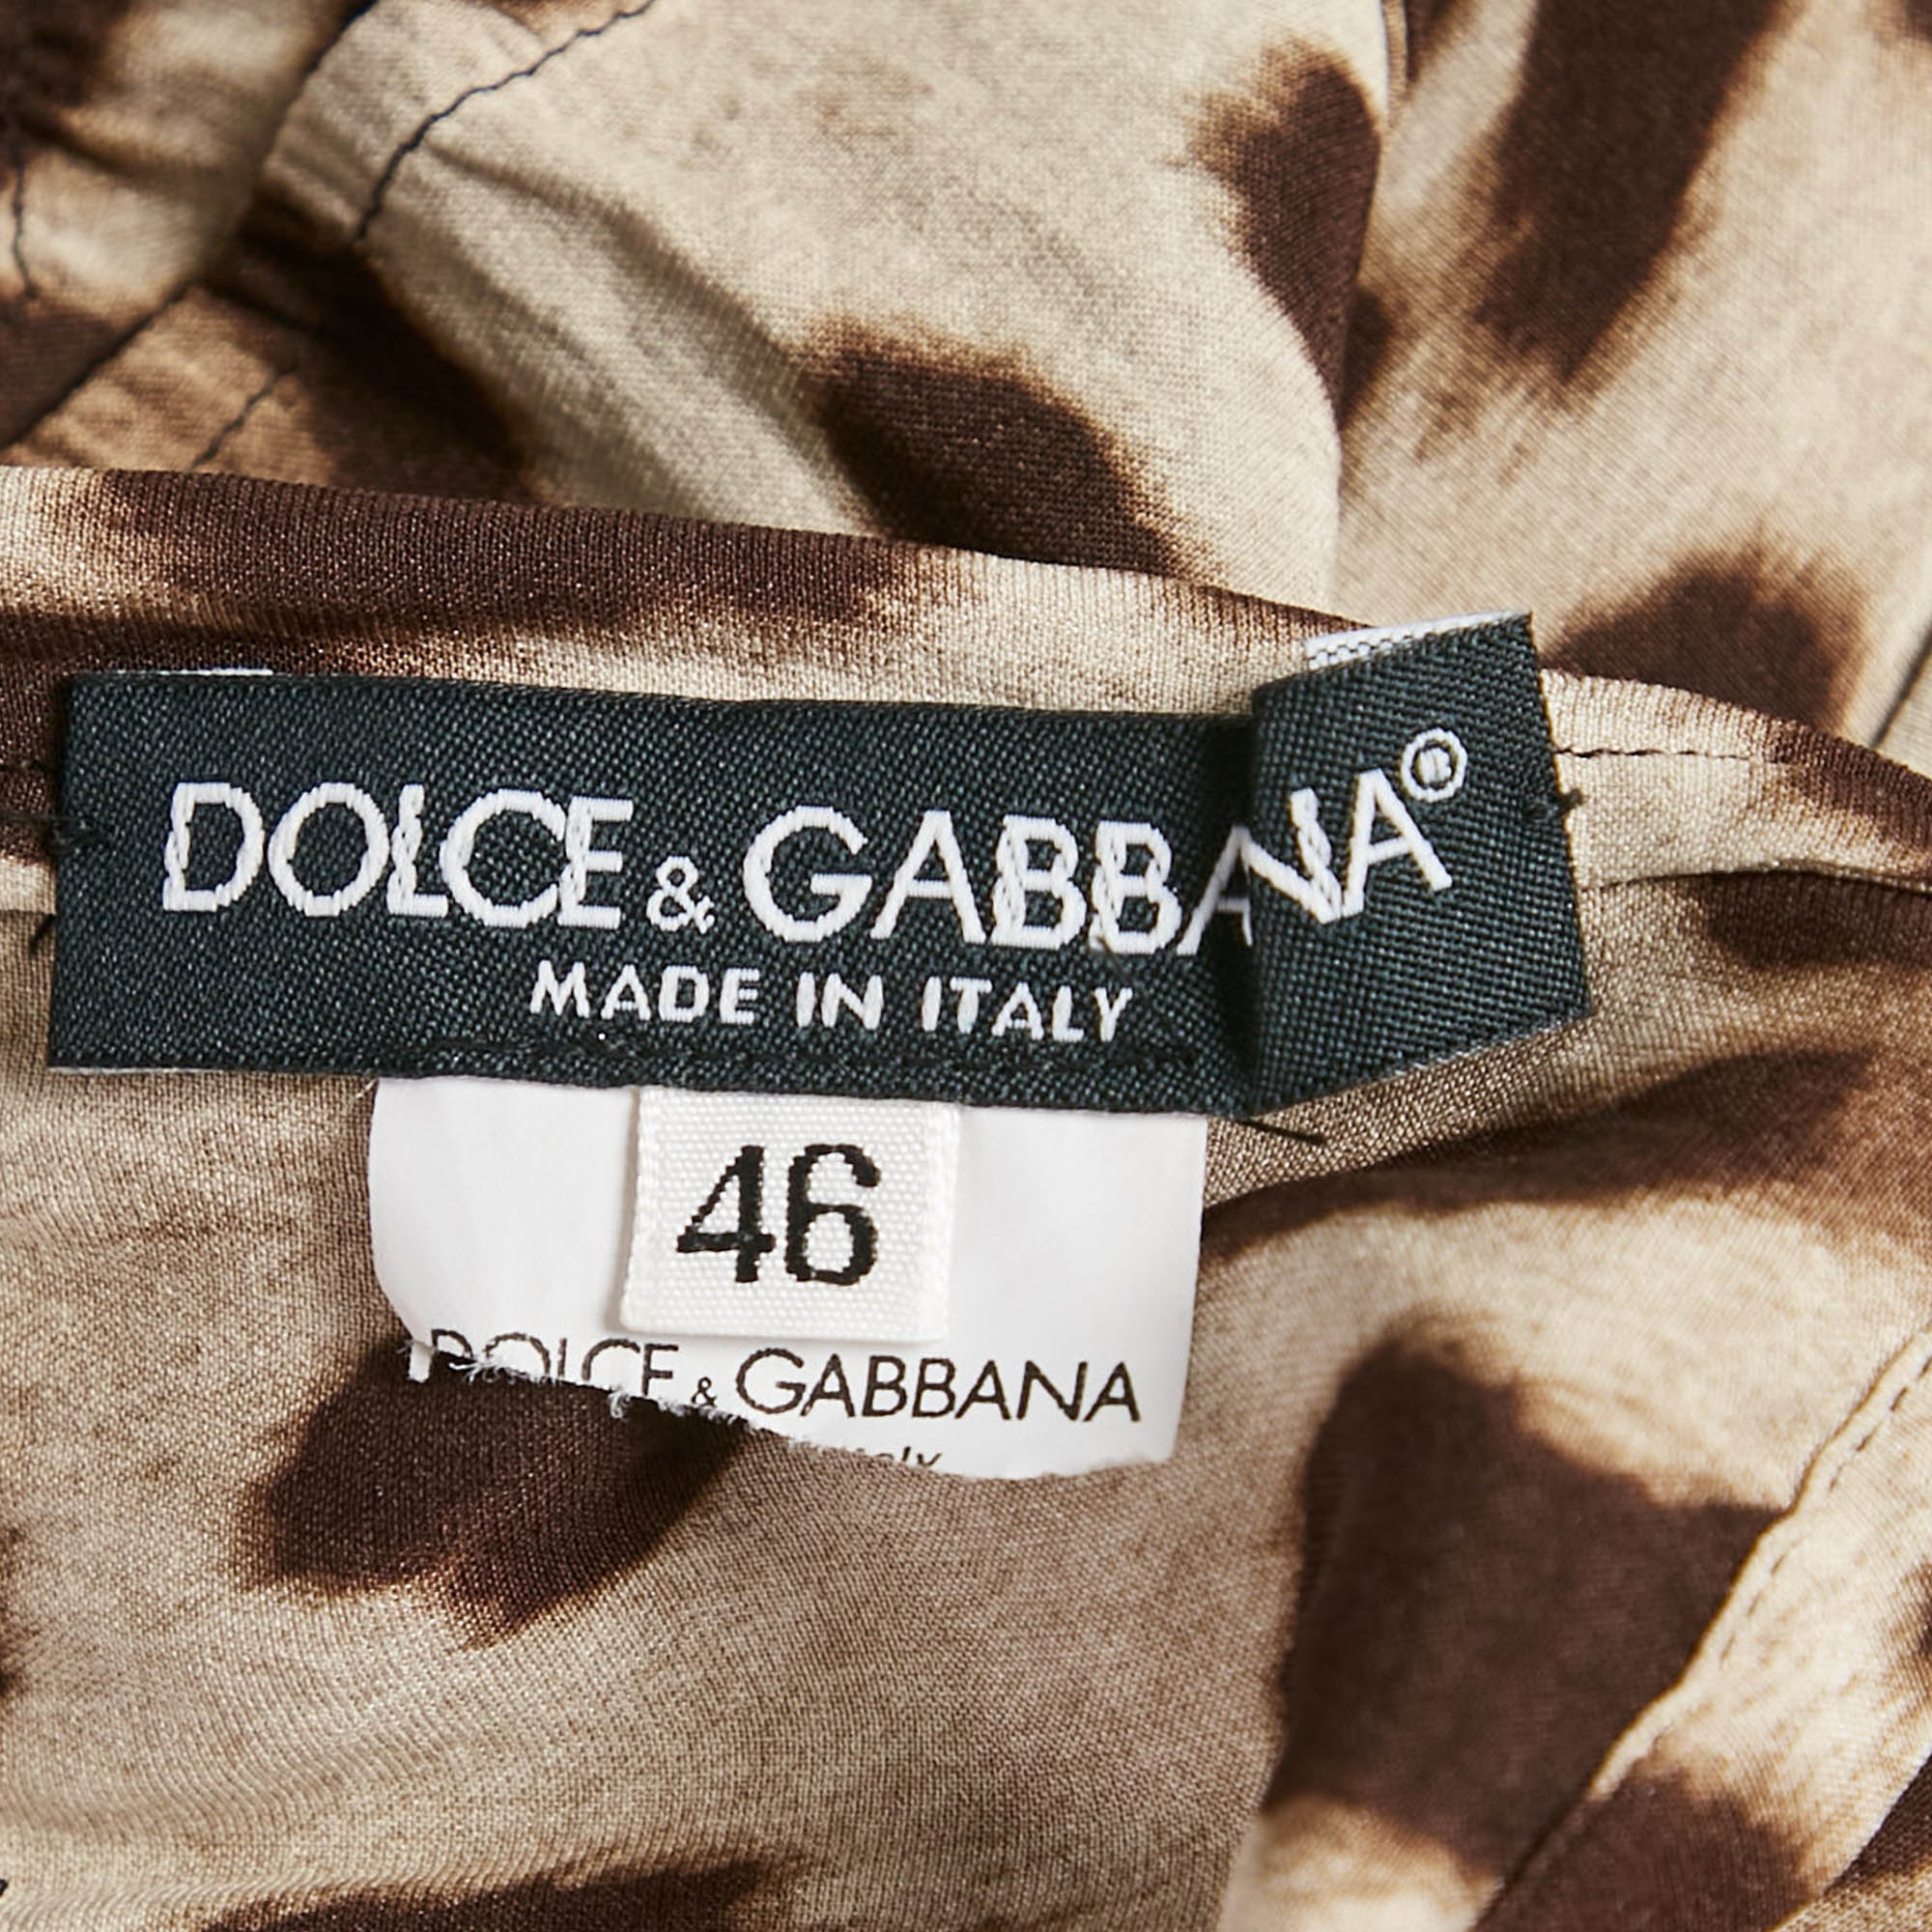 DOLCE & GABBANA®
MADE IN ITALY
46
DOLCE & GABBANA